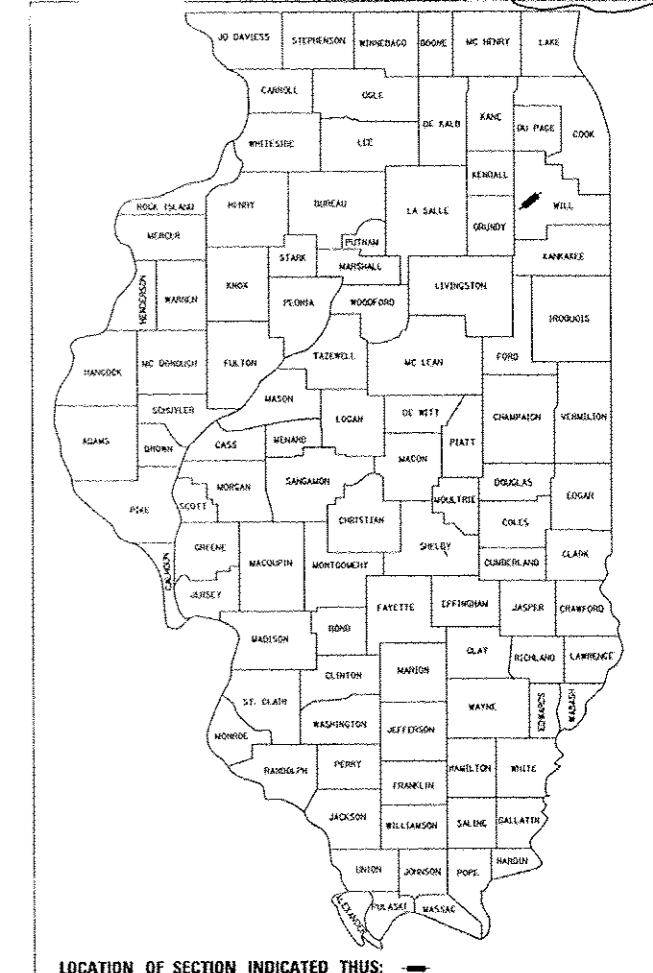 JO DAVIESS STEPHENSON WINNEBAGO BOONE MC HENRY LAKE
CARROLL OGLE DE KALB KANE DU PAGE COOK
WHITESIDE LEE KENDALL
ROCK ISLAND HENRY BUREAU LA SALLE GRUNDY WILL
MERCER PUTNAM KANKAKEE
STARK MARSHALL
HENDERSON WARREN KNOX PEORIA WOODFORD LIVINGSTON IROQUOIS
HANCOCK MC DONOUGH FULTON TAZEWELL MC LEAN FORD
SCHUYLER MASON LOGAN DE WITT CHAMPAIGN VERMILION
ADAMS BROWN CASS MENARD MACON PIATT
PIKE SCOTT MORGAN SANGAMON MOULTRIE DOUGLAS EDGAR
CHRISTIAN COLES
CALHOUN GREENE MACOUPIN MONTGOMERY SHELBY CUMBERLAND CLARK
JERSEY FAYETTE EFFINGHAM JASPER CRAWFORD
MADISON BOND
CLINTON MARION CLAY RICHLAND LAWRENCE
ST. CLAIR WAYNE EDWARDS WABASH
MONROE WASHINGTON JEFFERSON
RANDOLPH PERRY HAMILTON WHITE
FRANKLIN
JACKSON WILLIAMSON SALINE GALLATIN
UNION JOHNSON POPE HARDIN
ALEXANDER PULASKI MASSAC
LOCATION OF SECTION INDICATED THUS: